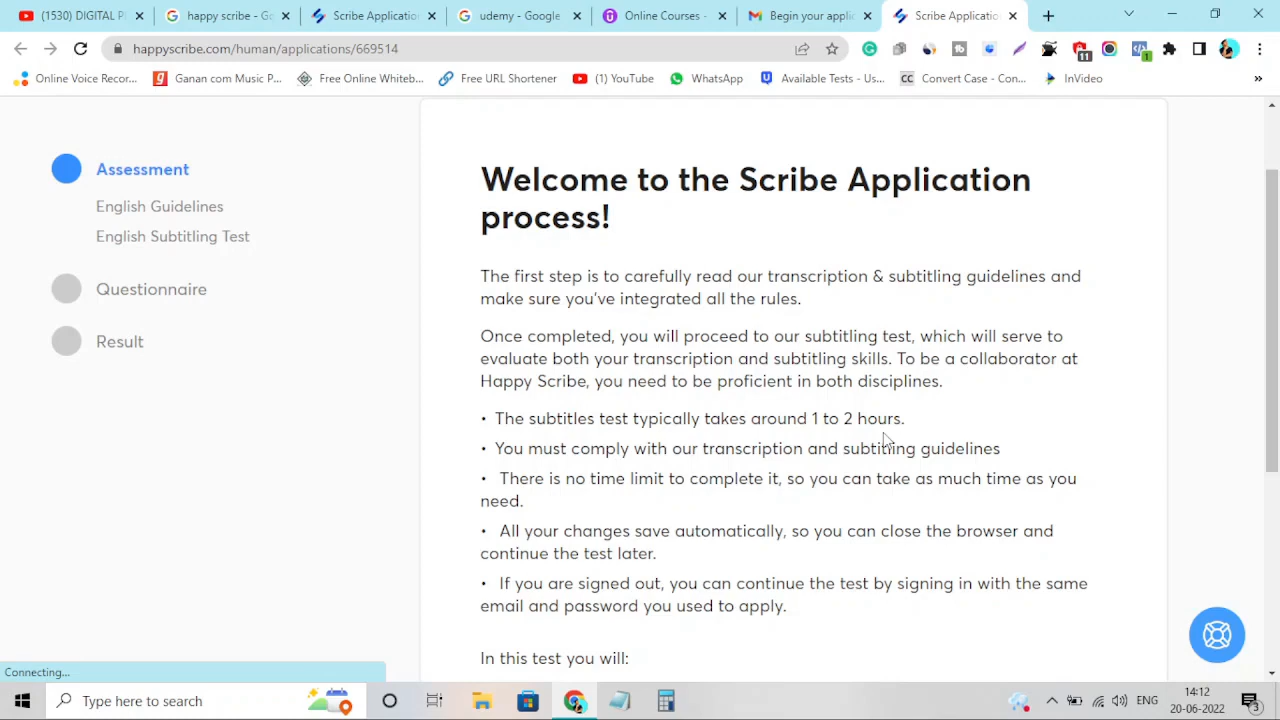 (1530) DIGITAL P
happy scribe - Go
Scribe Application
udemy - Google
Online Courses -
Begin your applic
Scribe Applicatio
happyscribe.com/human/applications/669514
11
1
Online Voice Recor...
Ganan com Music P...
Free Online Whiteb...
Free URL Shortener
(1) YouTube
WhatsApp
Available Tests - Us...
CC Convert Case - Con...
InVideo
»
Assessment
English Guidelines
English Subtitling Test
Questionnaire
Result
Welcome to the Scribe Application
process!
The first step is to carefully read our transcription & subtitling guidelines and
make sure you've integrated all the rules.
Once completed, you will proceed to our subtitling test, which will serve to
evaluate both your transcription and subtitling skills. To be a collaborator at
Happy Scribe, you need to be proficient in both disciplines.
• The subtitles test typically takes around 1 to 2 hours.
• You must comply with our transcription and subtitling guidelines
• There is no time limit to complete it, so you can take as much time as you
need.
• All your changes save automatically, so you can close the browser and
continue the test later.
• If you are signed out, you can continue the test by signing in with the same
email and password you used to apply.
In this test you will:
Connecting...
Type here to search
ENG
14:12
20-06-2022
3